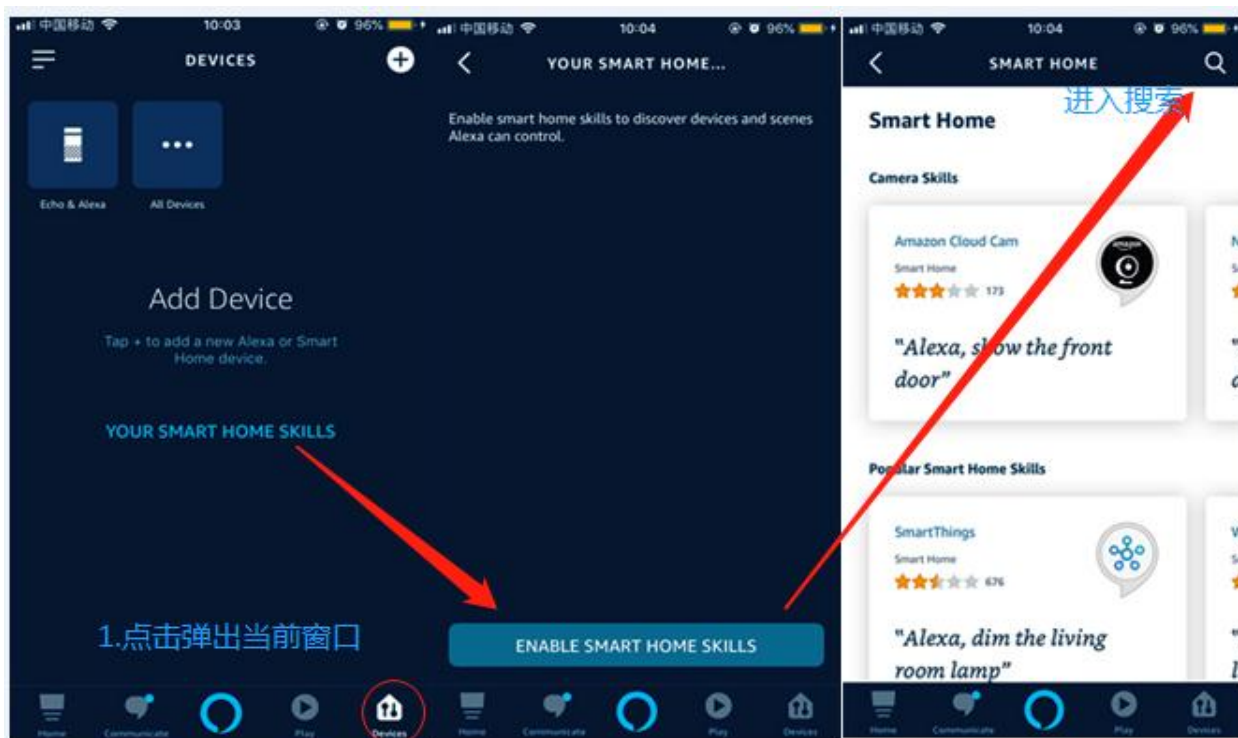 中国移动 10:03 96%
DEVICES
Echo & Alexa
All Devices
Add Device
Tap + to add a new Alexa or Smart
Home device.
YOUR SMART HOME SKILLS
1.点击弹出当前窗口
Home Communicate Play Devices
中国移动 10:04 96%
YOUR SMART HOME...
Enable smart home skills to discover devices and scenes
Alexa can control.
ENABLE SMART HOME SKILLS
Home Communicate Play Devices
中国移动 10:04 96%
SMART HOME
进入搜索
Smart Home
Camera Skills
Amazon Cloud Cam
amazon
Smart Home
173
"Alexa, show the front
door"
Popular Smart Home Skills
SmartThings
Smart Home
676
"Alexa, dim the living
room lamp"
Home Communicate Play Devices